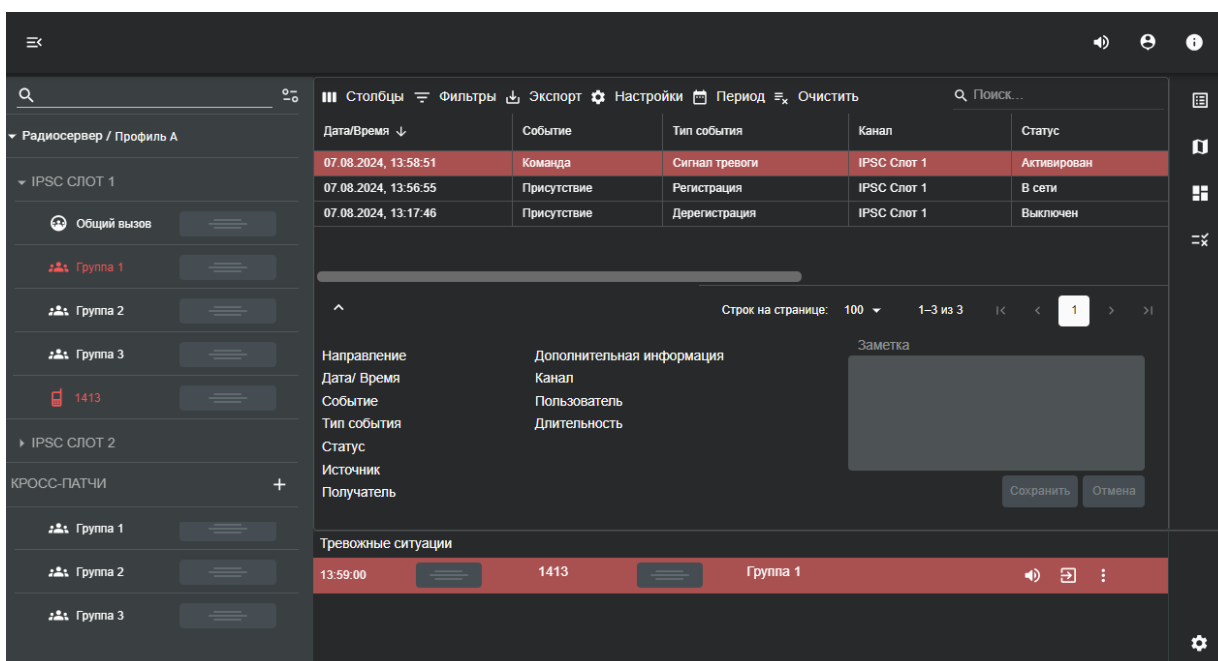 Столбцы Фильтры Экспорт Настройки Период Очистить Поиск...
Радиосервер / Профиль А
IPSC СЛОТ 1
Общий вызов
Группа 1
Группа 2
Группа 3
1413
IPSC СЛОТ 2
КРОСС-ПАТЧИ
Группа 1
Группа 2
Группа 3
Дата/Время Событие Тип события Канал Статус
07.08.2024, 13:58:51 Команда Сигнал тревоги IPSC Слот 1 Активирован
07.08.2024, 13:56:55 Присутствие Регистрация IPSC Слот 1 В сети
07.08.2024, 13:17:46 Присутствие Дерегистрация IPSC Слот 1 Выключен
Строк на странице: 100 1–3 из 3 1
Направление
Дата/ Время
Событие
Тип события
Статус
Источник
Получатель
Дополнительная информация
Канал
Пользователь
Длительность
Заметка
Сохранить Отмена
Тревожные ситуации
13:59:00 1413 Группа 1